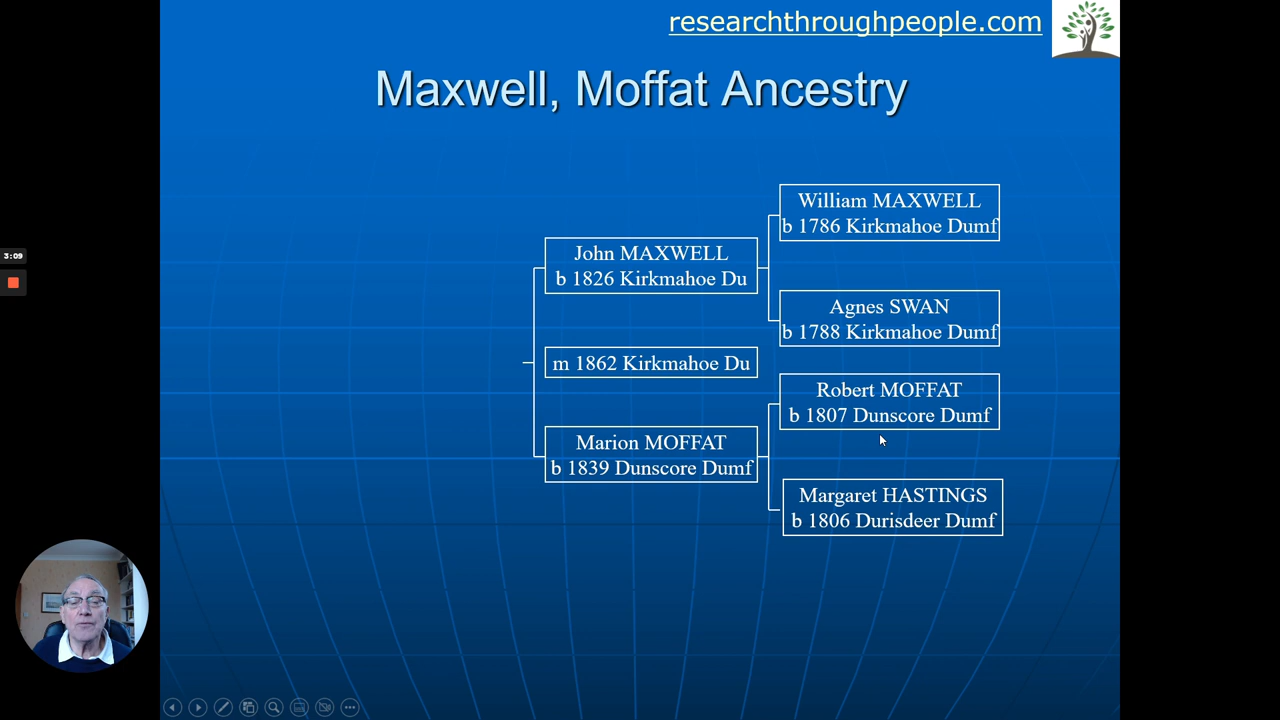 researchthroughpeople.com
Maxwell, Moffat Ancestry
William MAXWELL
b 1786 Kirkmahoe Dumf
John MAXWELL
b 1826 Kirkmahoe Du
Agnes SWAN
b 1788 Kirkmahoe Dumf
m 1862 Kirkmahoe Du
Robert MOFFAT
b 1807 Dunscore Dumf
Marion MOFFAT
b 1839 Dunscore Dumf
Margaret HASTINGS
b 1806 Durisdeer Dumf
3:09